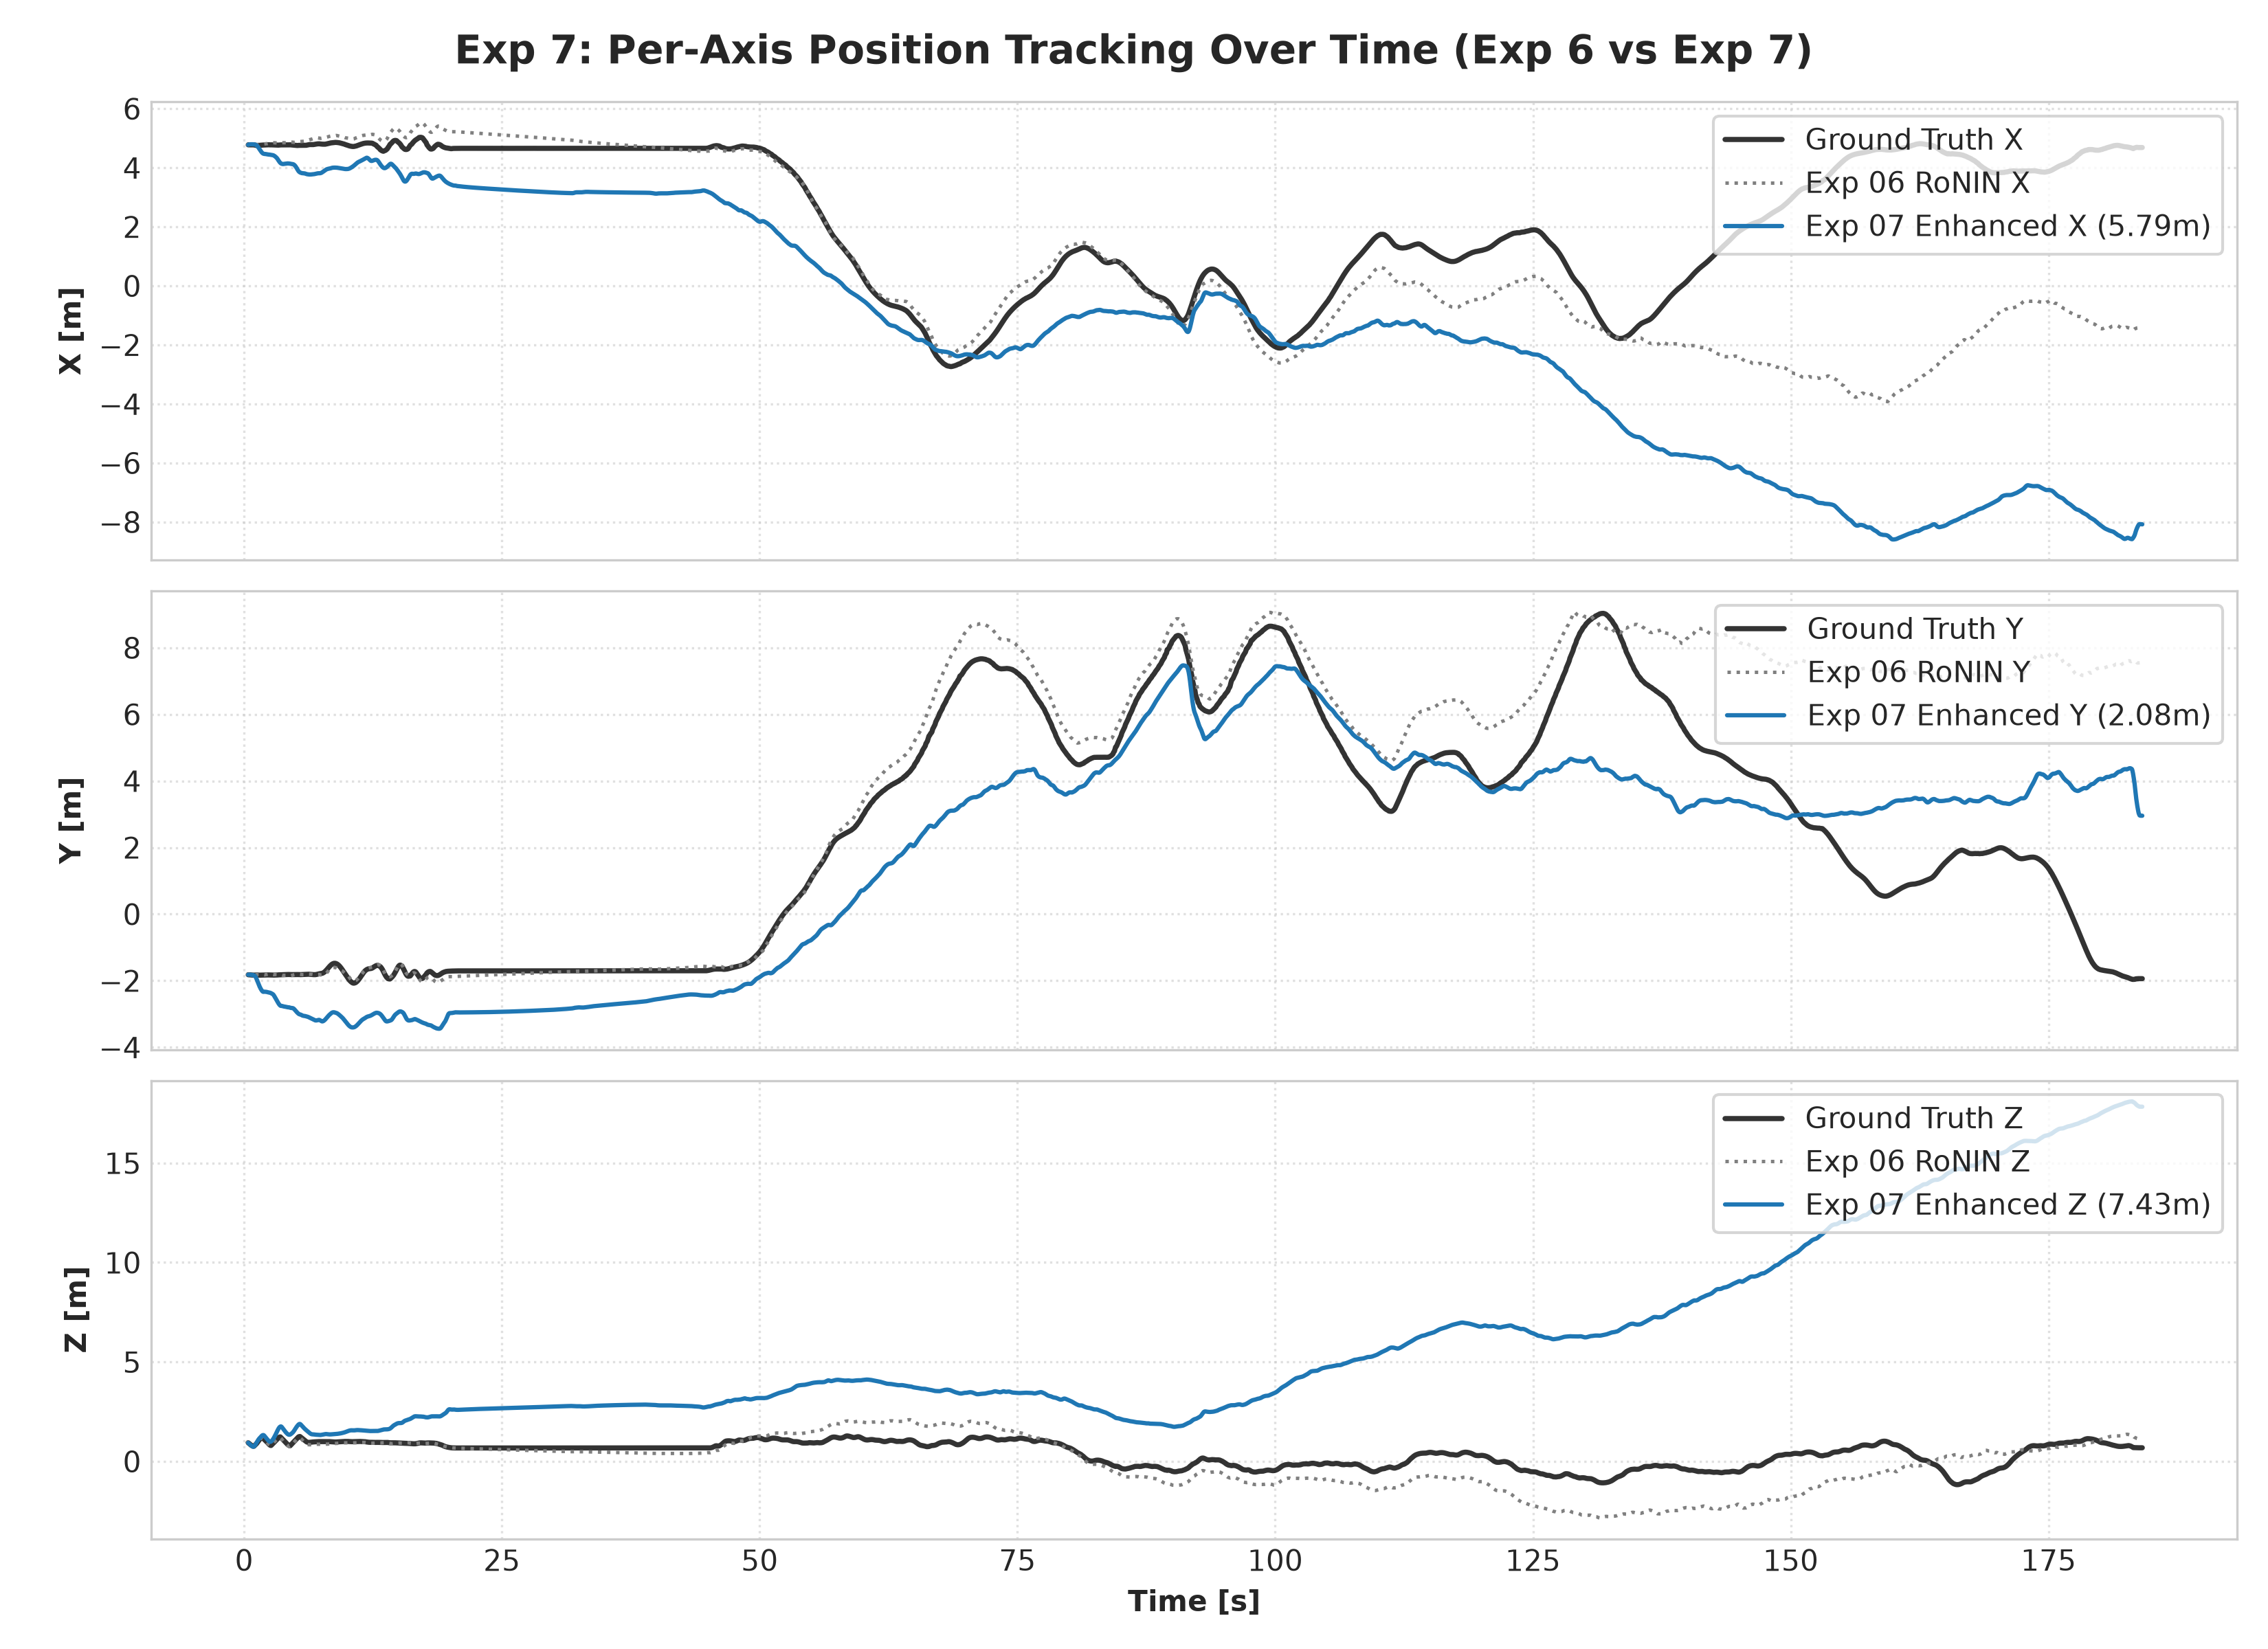 Exp 7: Per-Axis Position Tracking Over Time (Exp 6 vs Exp 7)
X [m]
6
4
2
0
−2
−4
−6
−8
Ground Truth X
Exp 06 RoNIN X
Exp 07 Enhanced X (5.79m)
Y [m]
8
6
4
2
0
−2
−4
Ground Truth Y
Exp 06 RoNIN Y
Exp 07 Enhanced Y (2.08m)
Z [m]
15
10
5
0
Ground Truth Z
Exp 06 RoNIN Z
Exp 07 Enhanced Z (7.43m)
0 25 50 75 100 125 150 175
Time [s]